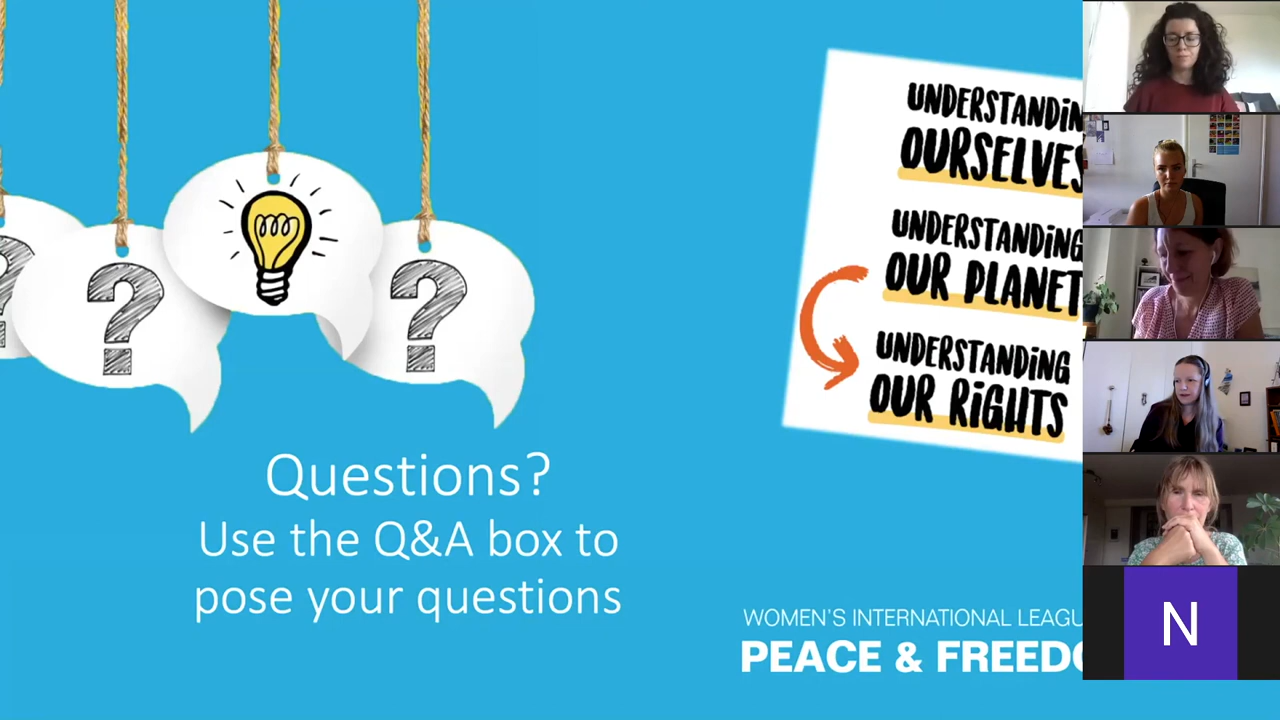 ?
?
?
Questions?
Use the Q&A box to
pose your questions
UNDERSTANDIN
OURSELVES
UNDERSTANDING
OUR PLANET
UNDERSTANDING
OUR RIGHTS
WOMEN'S INTERNATIONAL LEAGU
PEACE & FREEDO
N